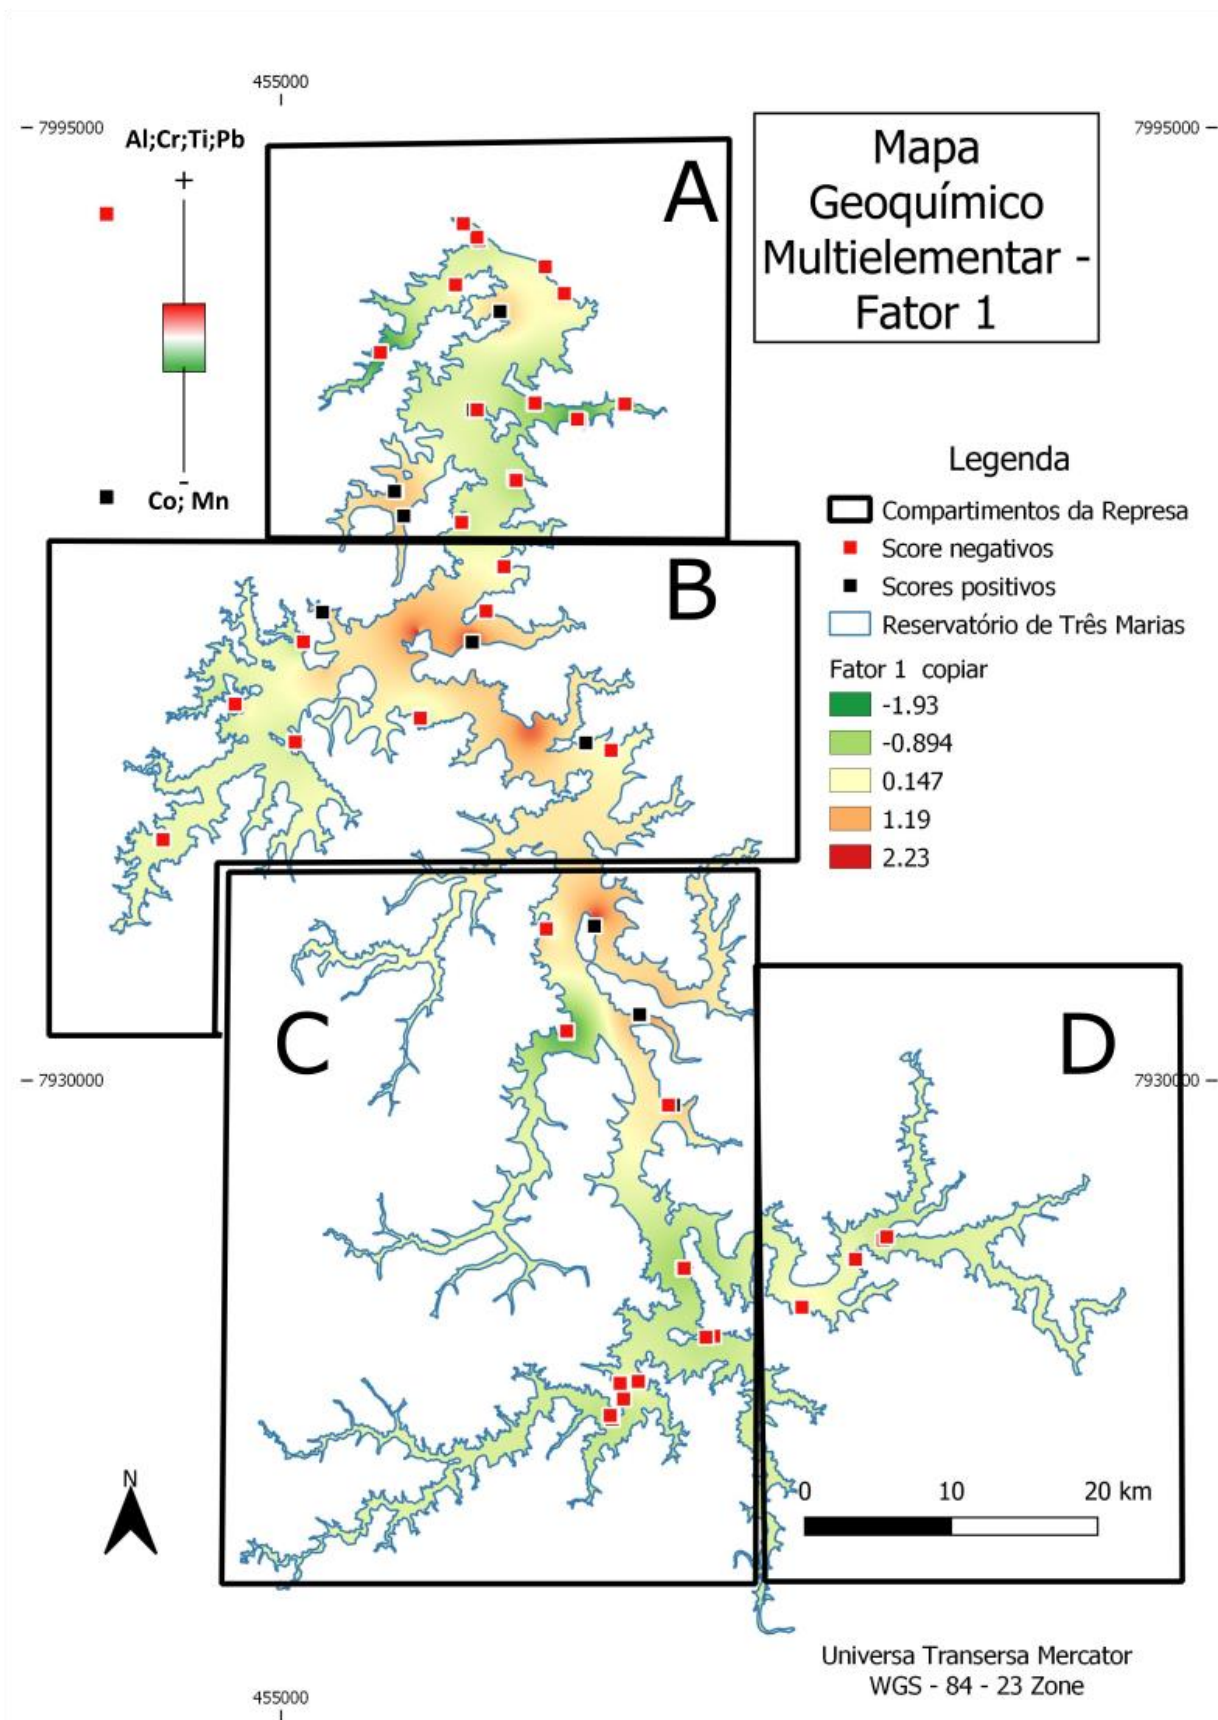 455000
7995000
7995000
Al;Cr;Ti;Pb
+
-
Co; Mn
Mapa
Geoquímico
Multielementar -
Fator 1
A
B
C
D
Legenda
Compartimentos da Represa
Score negativos
Scores positivos
Reservatório de Três Marias
Fator 1 copiar
-1.93
-0.894
0.147
1.19
2.23
7930000
7930000
N
0 10 20 km
Universa Transersa Mercator
WGS - 84 - 23 Zone
455000